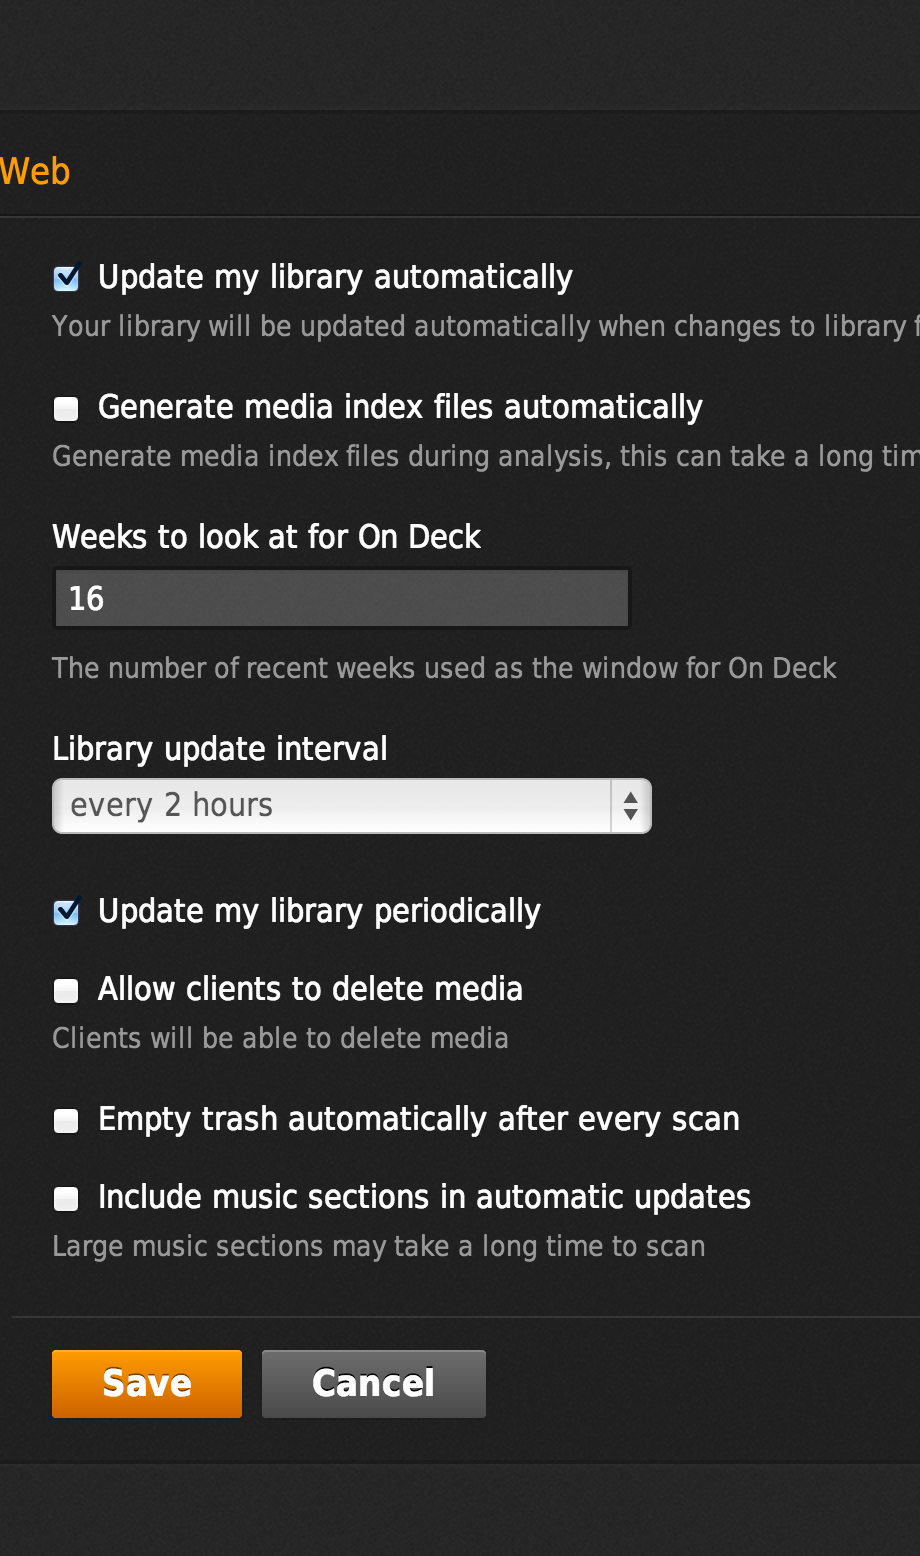 Web
Update my library automatically
Your library will be updated automatically when changes to library
Generate media index files automatically
Generate media index files during analysis, this can take a long
Weeks to look at for On Deck
16
The number of recent weeks used as the window for On Deck
Library update interval
every 2 hours
Update my library periodically
Allow clients to delete media
Clients will be able to delete media
Empty trash automatically after every scan
Include music sections in automatic updates
Large music sections may take a long time to scan
Save
Cancel